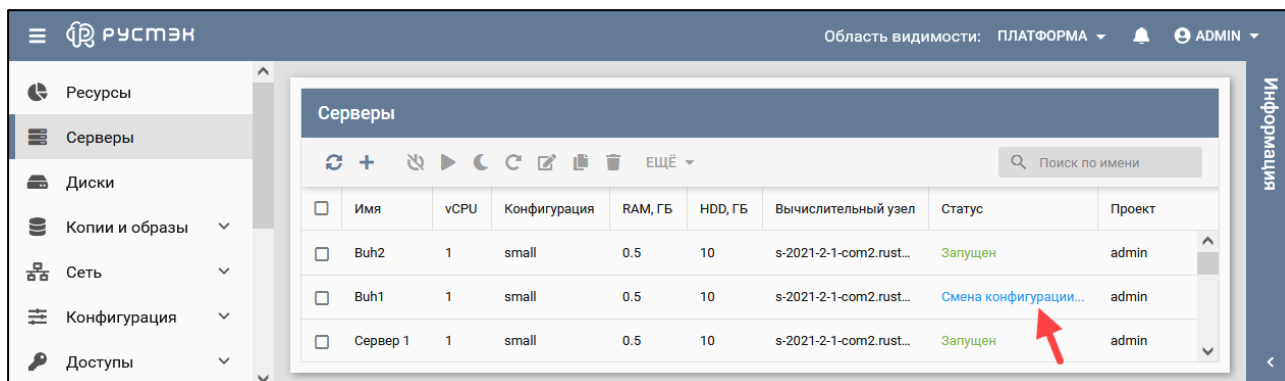 РУСТЭК
Область видимости: ПЛАТФОРМА
ADMIN
Ресурсы
Серверы
Диски
Копии и образы
Сеть
Конфигурация
Доступы
Серверы
ЕЩЁ
Поиск по имени
Имя vCPU Конфигурация RAM, ГБ HDD, ГБ Вычислительный узел Статус Проект
Buh2 1 small 0.5 10 s-2021-2-1-com2.rust... Запущен admin
Buh1 1 small 0.5 10 s-2021-2-1-com2.rust... Смена конфигурации... admin
Сервер 1 1 small 0.5 10 s-2021-2-1-com2.rust... Запущен admin
Информация